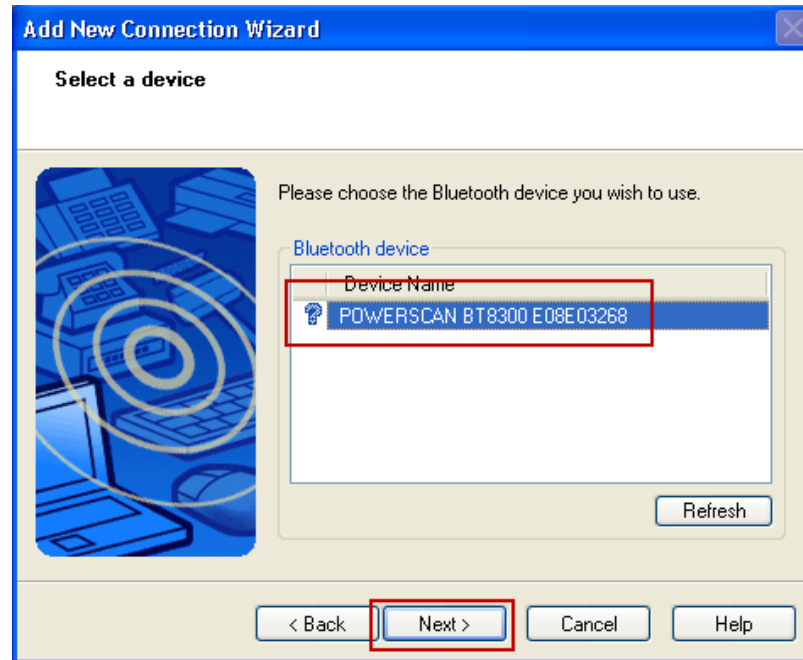 Add New Connection Wizard
Select a device
Please choose the Bluetooth device you wish to use.
Bluetooth device
Device Name
POWERSCAN BT8300 E08E03268
Refresh
< Back Next > Cancel Help